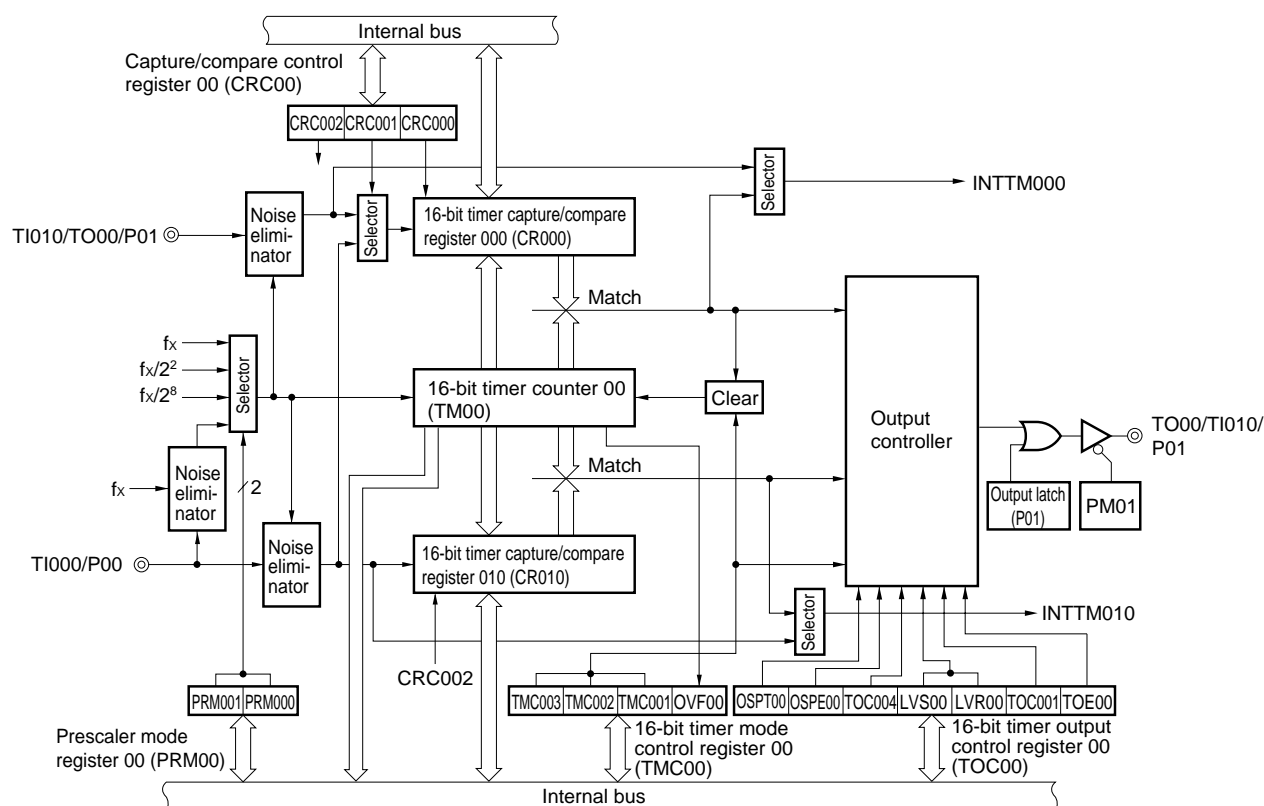 Internal bus
Capture/compare control
register 00 (CRC00)
CRC002 CRC001 CRC000
Selector
INTTM000
TI010/TO00/P01
Noise
elimi-
nator
Selector
16-bit timer capture/compare
register 000 (CR000)
Match
fX
fX/2²
fX/2⁸
Selector
16-bit timer counter 00
(TM00)
Clear
Output
controller
TO00/TI010/
P01
Match
fX
Noise
elimi-
nator
2
Output latch
(P01)
PM01
TI000/P00
Noise
elimi-
nator
16-bit timer capture/compare
register 010 (CR010)
Selector
INTTM010
CRC002
PRM001 PRM000
TMC003 TMC002 TMC001 OVF00
OSPT00 OSPE00 TOC004 LVS00 LVR00 TOC001 TOE00
Prescaler mode
register 00 (PRM00)
16-bit timer mode
control register 00
(TMC00)
16-bit timer output
control register 00
(TOC00)
Internal bus